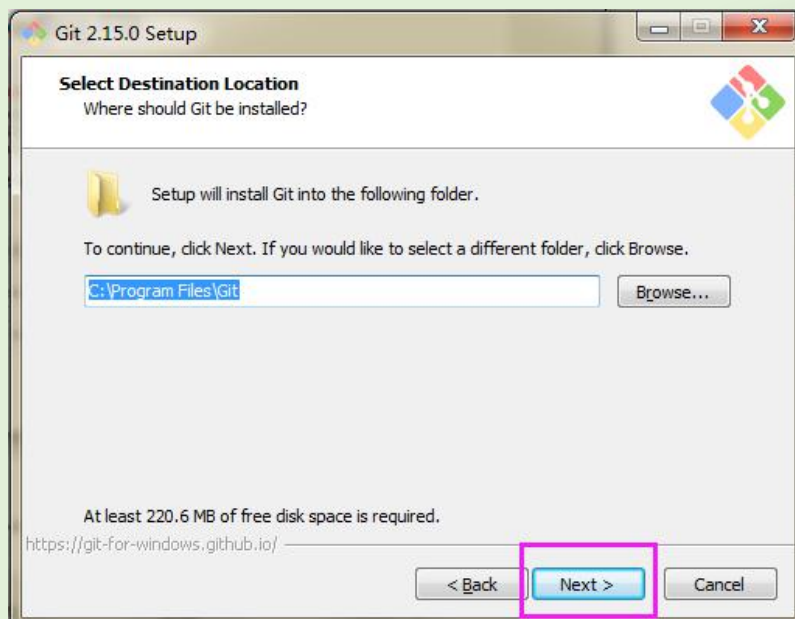 Git 2.15.0 Setup
Select Destination Location
Where should Git be installed?
Setup will install Git into the following folder.
To continue, click Next. If you would like to select a different folder, click Browse.
C:\Program Files\Git
Browse...
At least 220.6 MB of free disk space is required.
https://git-for-windows.github.io/
< Back
Next >
Cancel